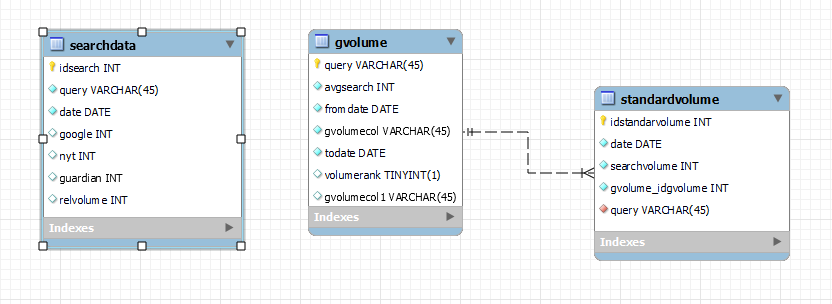 searchdata
idsearch INT
query VARCHAR(45)
date DATE
google INT
nyt INT
guardian INT
relvolume INT
Indexes
gvolume
query VARCHAR(45)
avgsearch INT
fromdate DATE
gvolumecol VARCHAR(45)
todate DATE
volumerank TINYINT(1)
gvolumecol1 VARCHAR(45)
Indexes
standardvolume
idstandarvolume INT
date DATE
searchvolume INT
gvolume_idgvolume INT
query VARCHAR(45)
Indexes